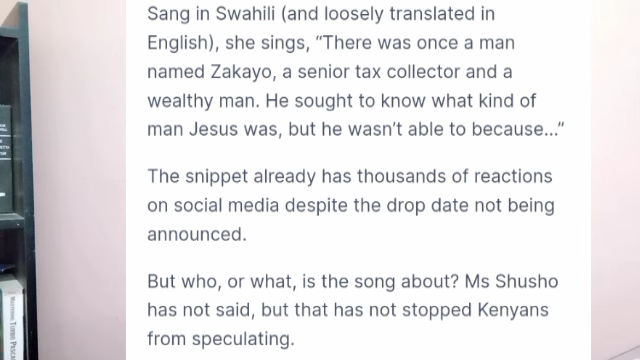 Sang in Swahili (and loosely translated in
English), she sings, “There was once a man
named Zakayo, a senior tax collector and a
wealthy man. He sought to know what kind of
man Jesus was, but he wasn’t able to because...”
The snippet already has thousands of reactions
on social media despite the drop date not being
announced.
But who, or what, is the song about? Ms Shusho
has not said, but that has not stopped Kenyans
from speculating.